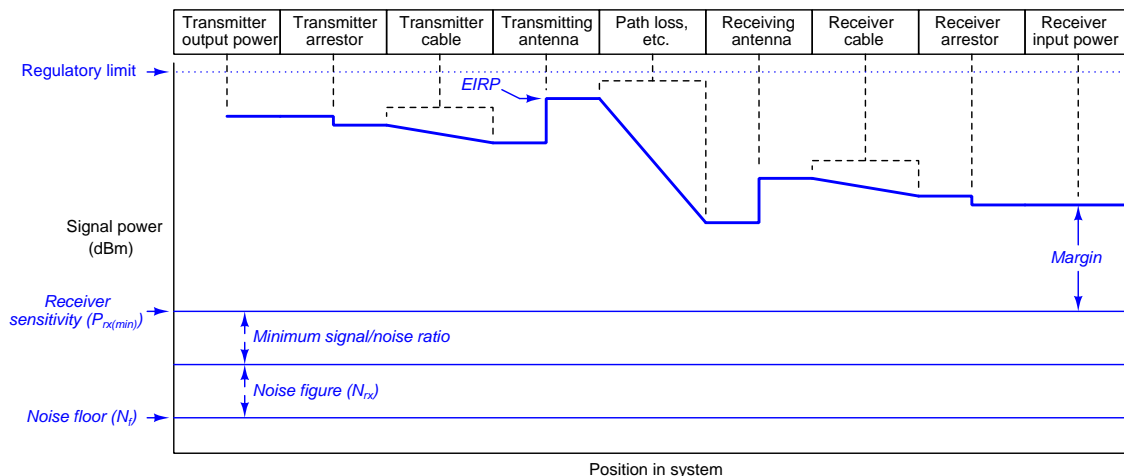 Transmitter output power
Transmitter arrestor
Transmitter cable
Transmitting antenna
Path loss, etc.
Receiving antenna
Receiver cable
Receiver arrestor
Receiver input power
Regulatory limit
EIRP
Signal power
(dBm)
Margin
Receiver
sensitivity (Prx(min))
Minimum signal/noise ratio
Noise figure (Nrx)
Noise floor (Nf)
Position in system